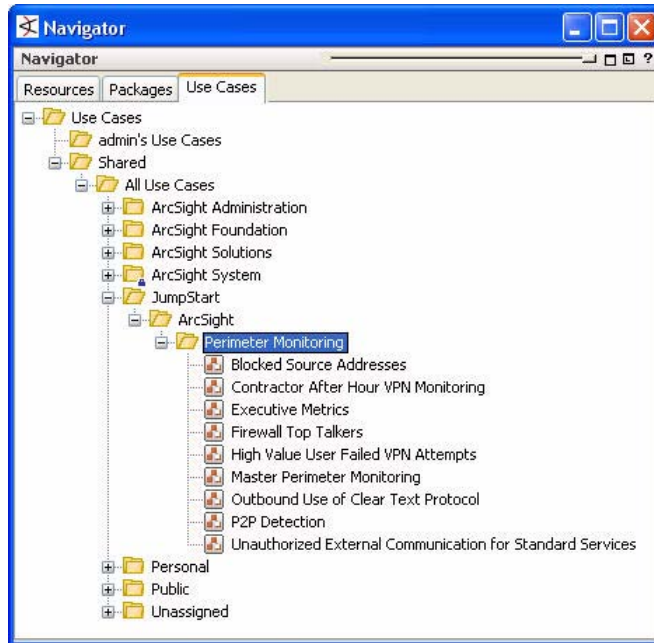 Navigator
Navigator
?
Resources Packages Use Cases
Use Cases
admin's Use Cases
Shared
All Use Cases
ArcSight Administration
ArcSight Foundation
ArcSight Solutions
ArcSight System
JumpStart
ArcSight
Perimeter Monitoring
Blocked Source Addresses
Contractor After Hour VPN Monitoring
Executive Metrics
Firewall Top Talkers
High Value User Failed VPN Attempts
Master Perimeter Monitoring
Outbound Use of Clear Text Protocol
P2P Detection
Unauthorized External Communication for Standard Services
Personal
Public
Unassigned